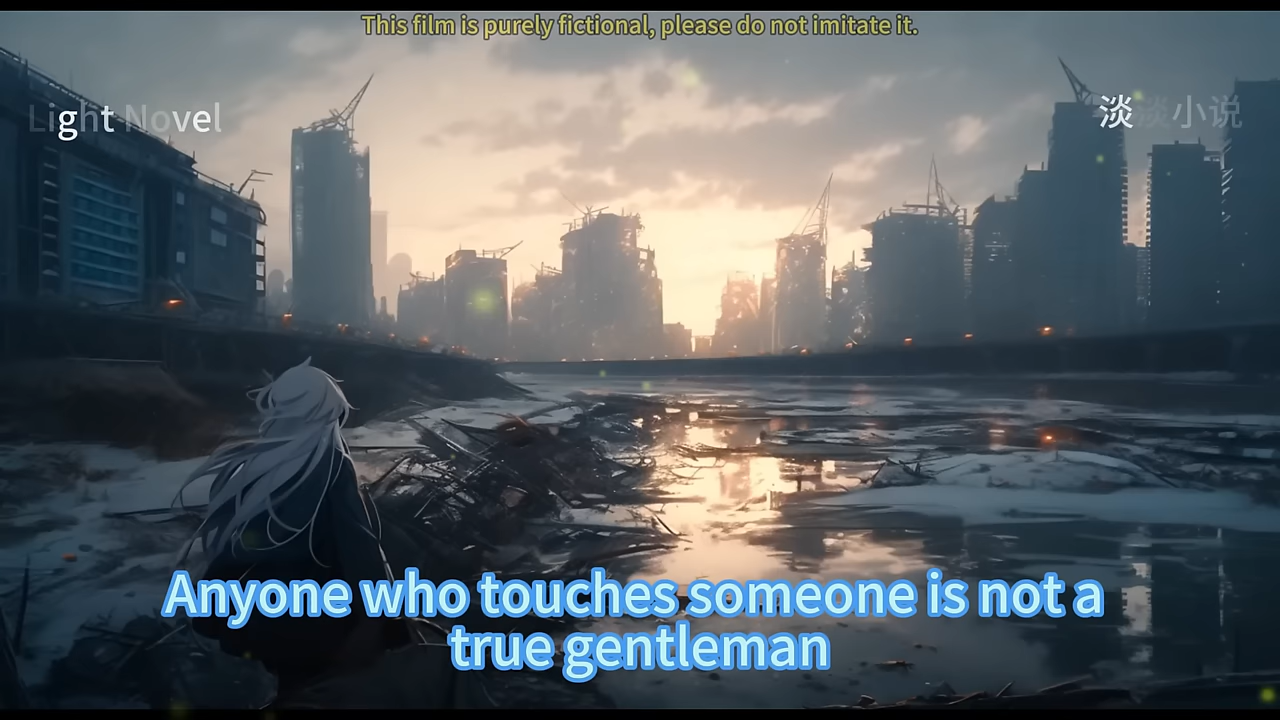 This film is purely fictional, please do not imitate it.
Light Novel
淡淡小说
Anyone who touches someone is not a
true gentleman